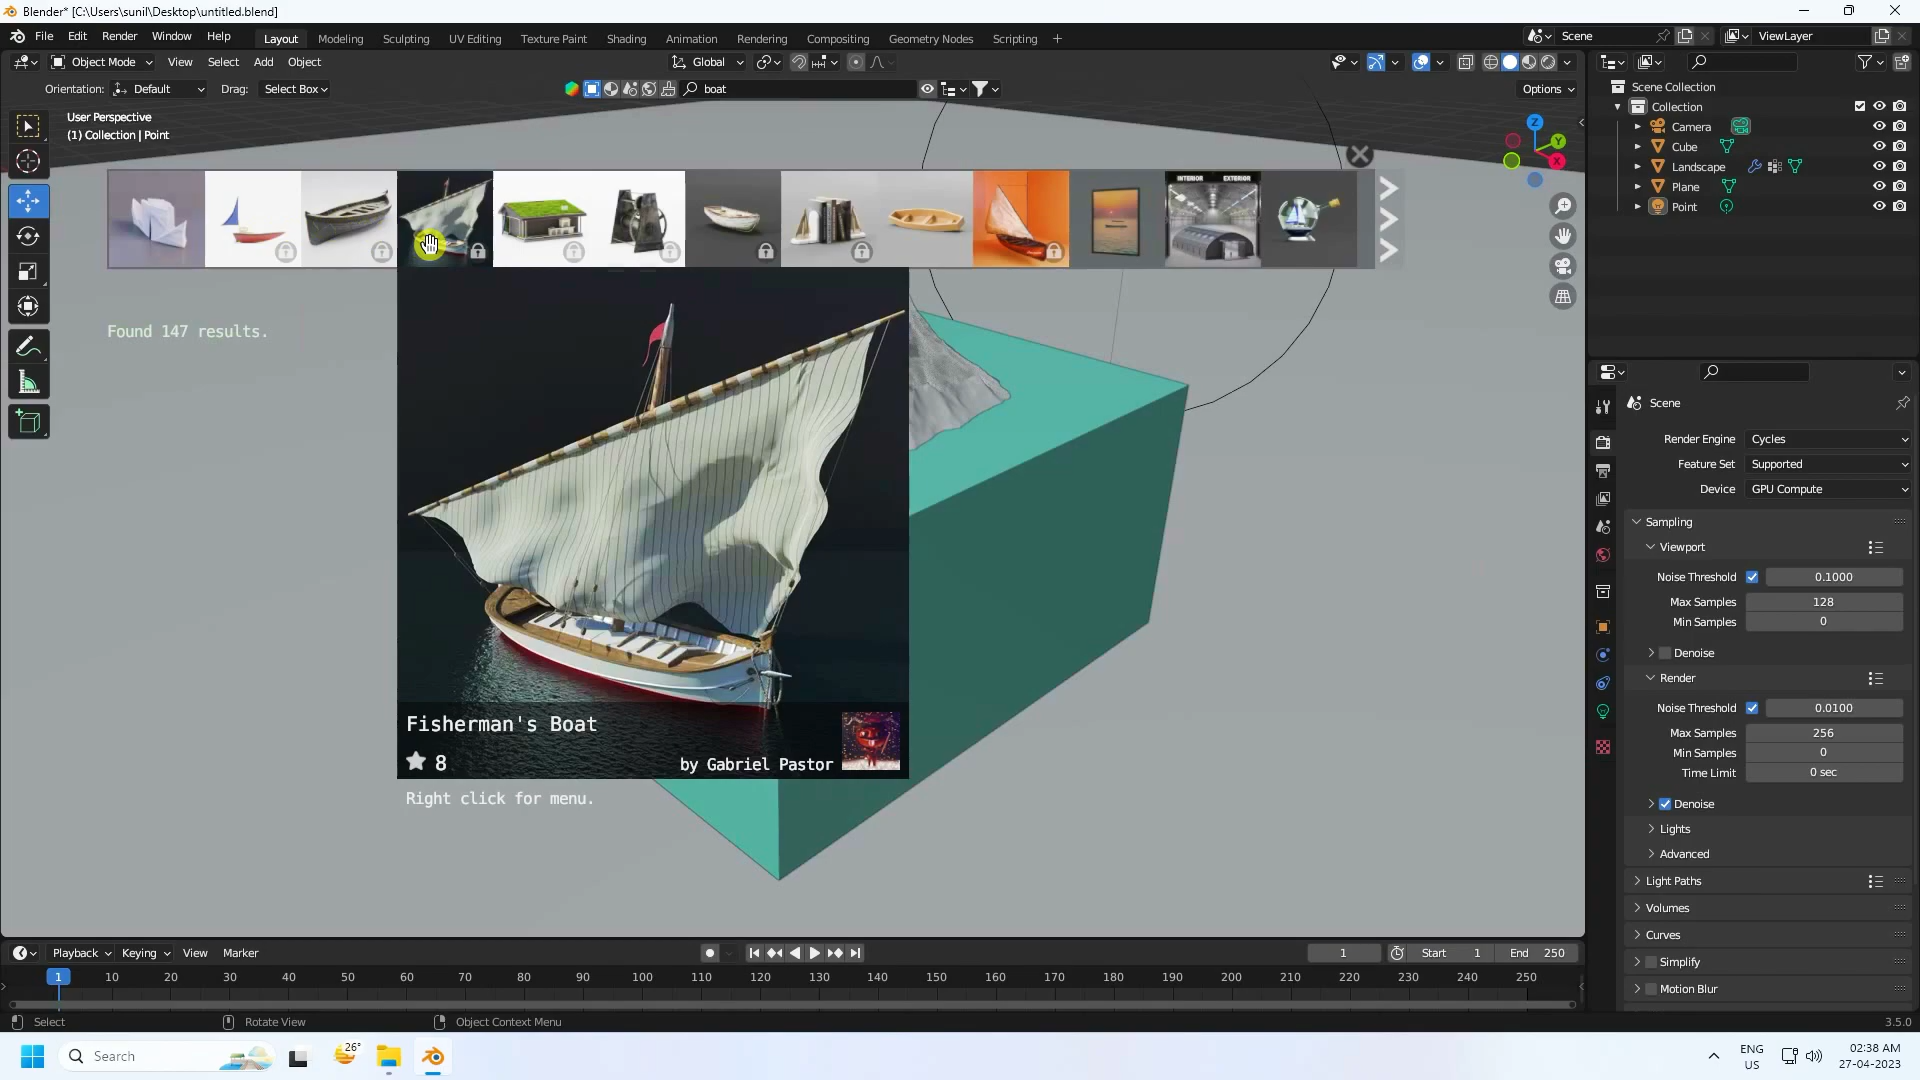 Blender* [C:\Users\sunil\Desktop\untitled.blend]
File Edit Render Window Help
Layout Modeling Sculpting UV Editing Texture Paint Shading Animation Rendering Compositing Geometry Nodes Scripting +
Scene
ViewLayer
Object Mode View Select Add Object
Global
Orientation: Default Drag: Select Box
boat
Options
User Perspective
(1) Collection | Point
Z
Y
X
INTERIOR EXTERIOR
Found 147 results.
Fisherman's Boat
8
by Gabriel Pastor
Right click for menu.
Scene Collection
Collection
Camera
Cube
Landscape
Plane
Point
Scene
Render Engine Cycles
Feature Set Supported
Device GPU Compute
Sampling
Viewport
Noise Threshold 0.1000
Max Samples 128
Min Samples 0
Denoise
Render
Noise Threshold 0.0100
Max Samples 256
Min Samples 0
Time Limit 0 sec
Denoise
Lights
Advanced
Light Paths
Volumes
Curves
Simplify
Motion Blur
Playback Keying View Marker
1 Start 1 End 250
1 10 20 30 40 50 60 70 80 90 100 110 120 130 140 150 160 170 180 190 200 210 220 230 240 250
Select Rotate View Object Context Menu
3.5.0
Search
26°
ENG
US
02:38 AM
27-04-2023